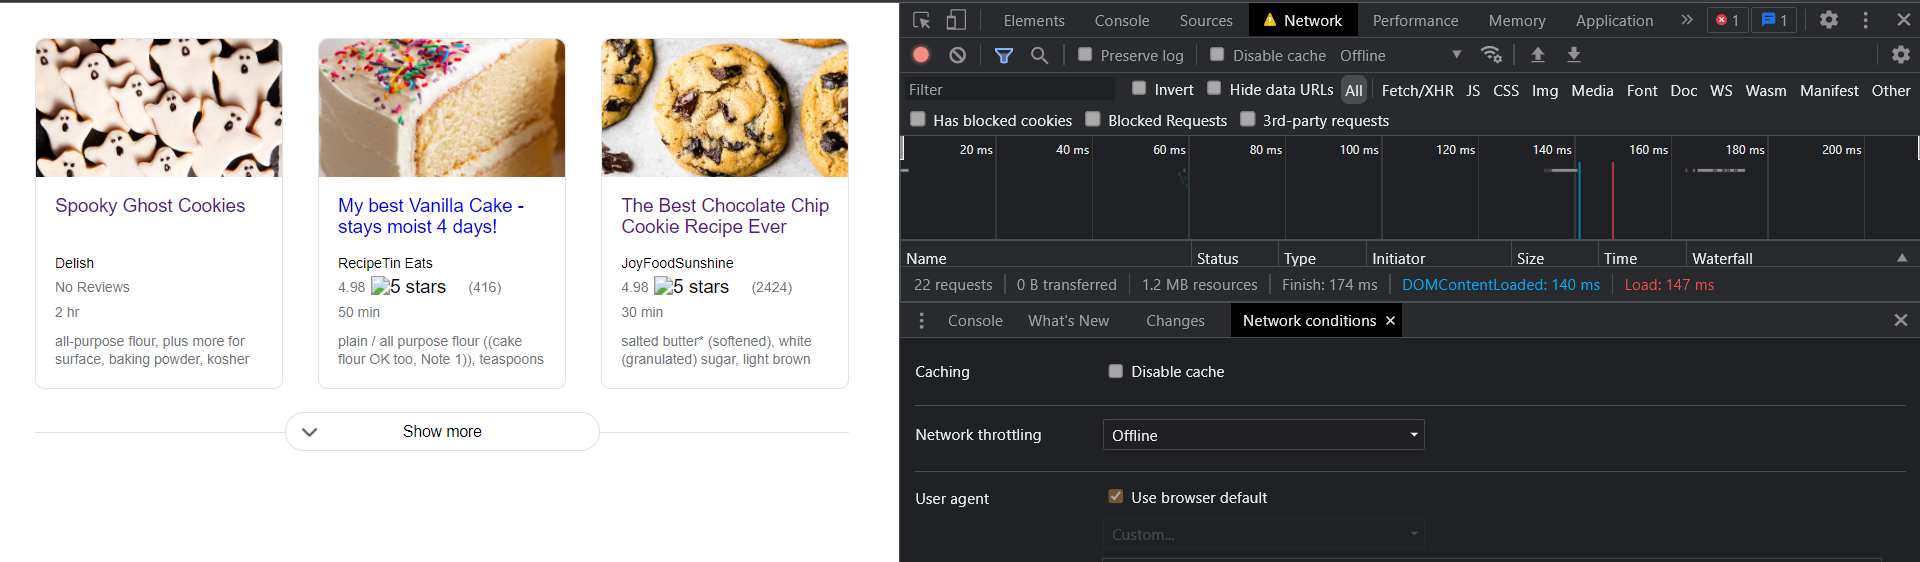 Spooky Ghost Cookies
Delish
No Reviews
2 hr
all-purpose flour, plus more for
surface, baking powder, kosher
My best Vanilla Cake -
stays moist 4 days!
RecipeTin Eats
4.98 5 stars (416)
50 min
plain / all purpose flour ((cake
flour OK too, Note 1)), teaspoons
The Best Chocolate Chip
Cookie Recipe Ever
JoyFoodSunshine
4.98 5 stars (2424)
30 min
salted butter* (softened), white
(granulated) sugar, light brown
Show more
Elements Console Sources Network Performance Memory Application » 1 1
Preserve log Disable cache Offline
Filter Invert Hide data URLs All Fetch/XHR JS CSS Img Media Font Doc WS Wasm Manifest Other
Has blocked cookies Blocked Requests 3rd-party requests
20 ms 40 ms 60 ms 80 ms 100 ms 120 ms 140 ms 160 ms 180 ms 200 ms
Name Status Type Initiator Size Time Waterfall
22 requests 0 B transferred 1.2 MB resources Finish: 174 ms DOMContentLoaded: 140 ms Load: 147 ms
Console What's New Changes Network conditions
Caching Disable cache
Network throttling Offline
User agent Use browser default
Custom...